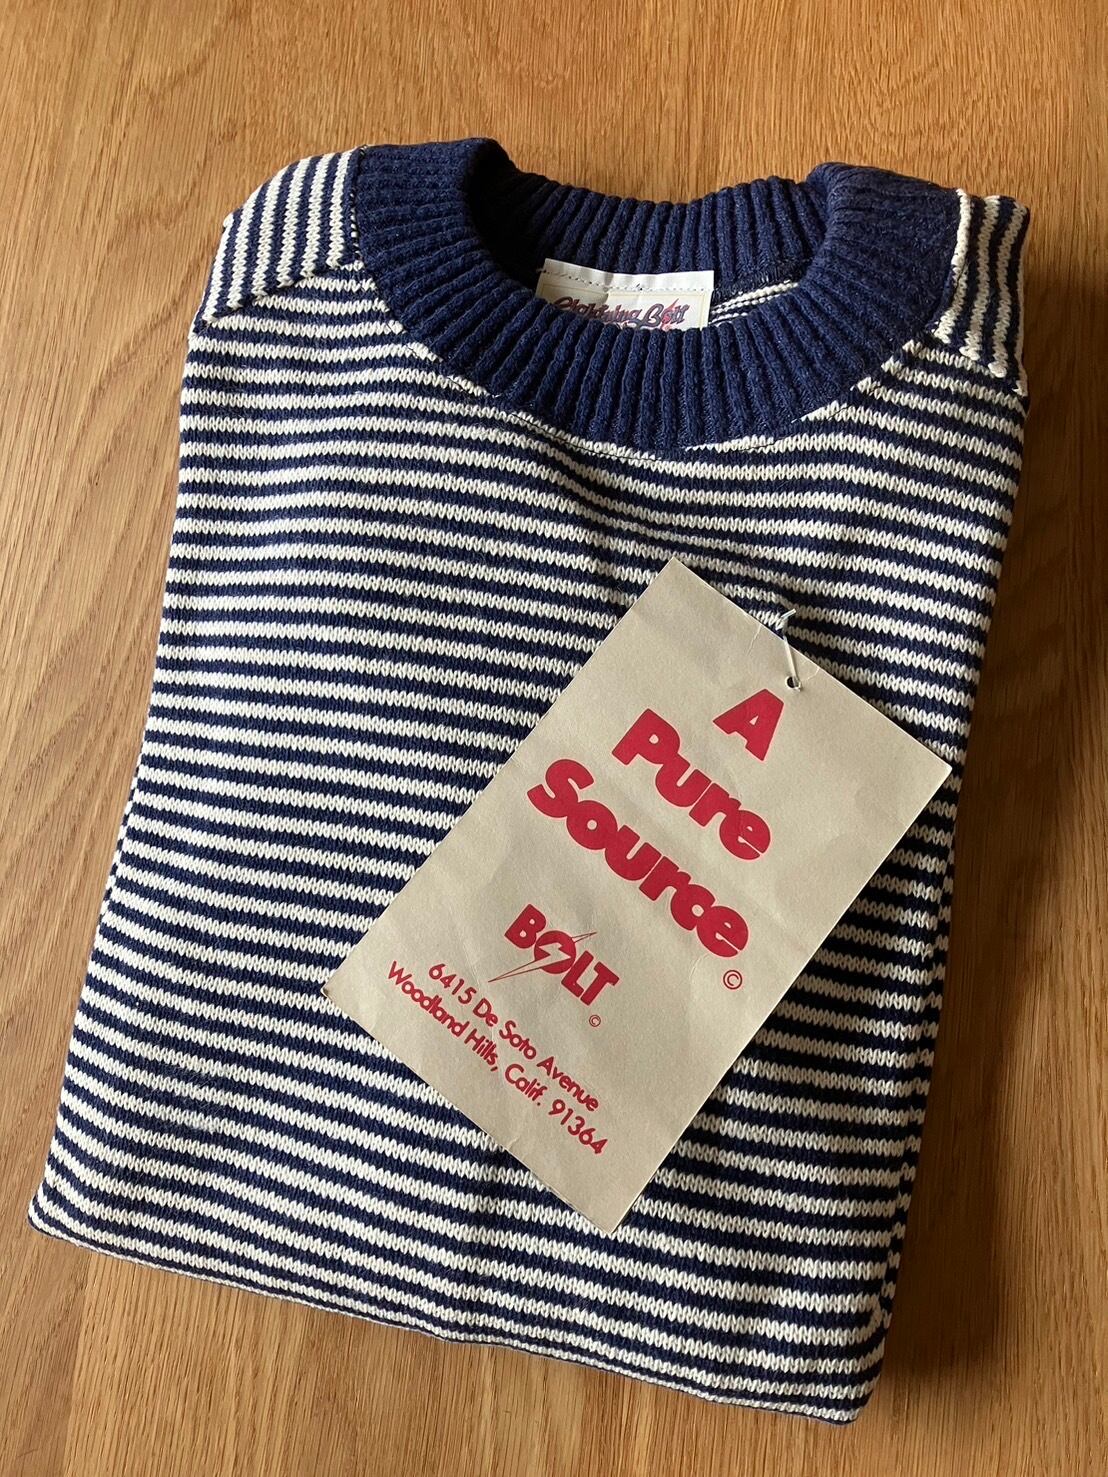 Lightning Bolt
A
Pure
Source
©
BOLT
©
6415 De Soto Avenue
Woodland Hills, Calif. 91364